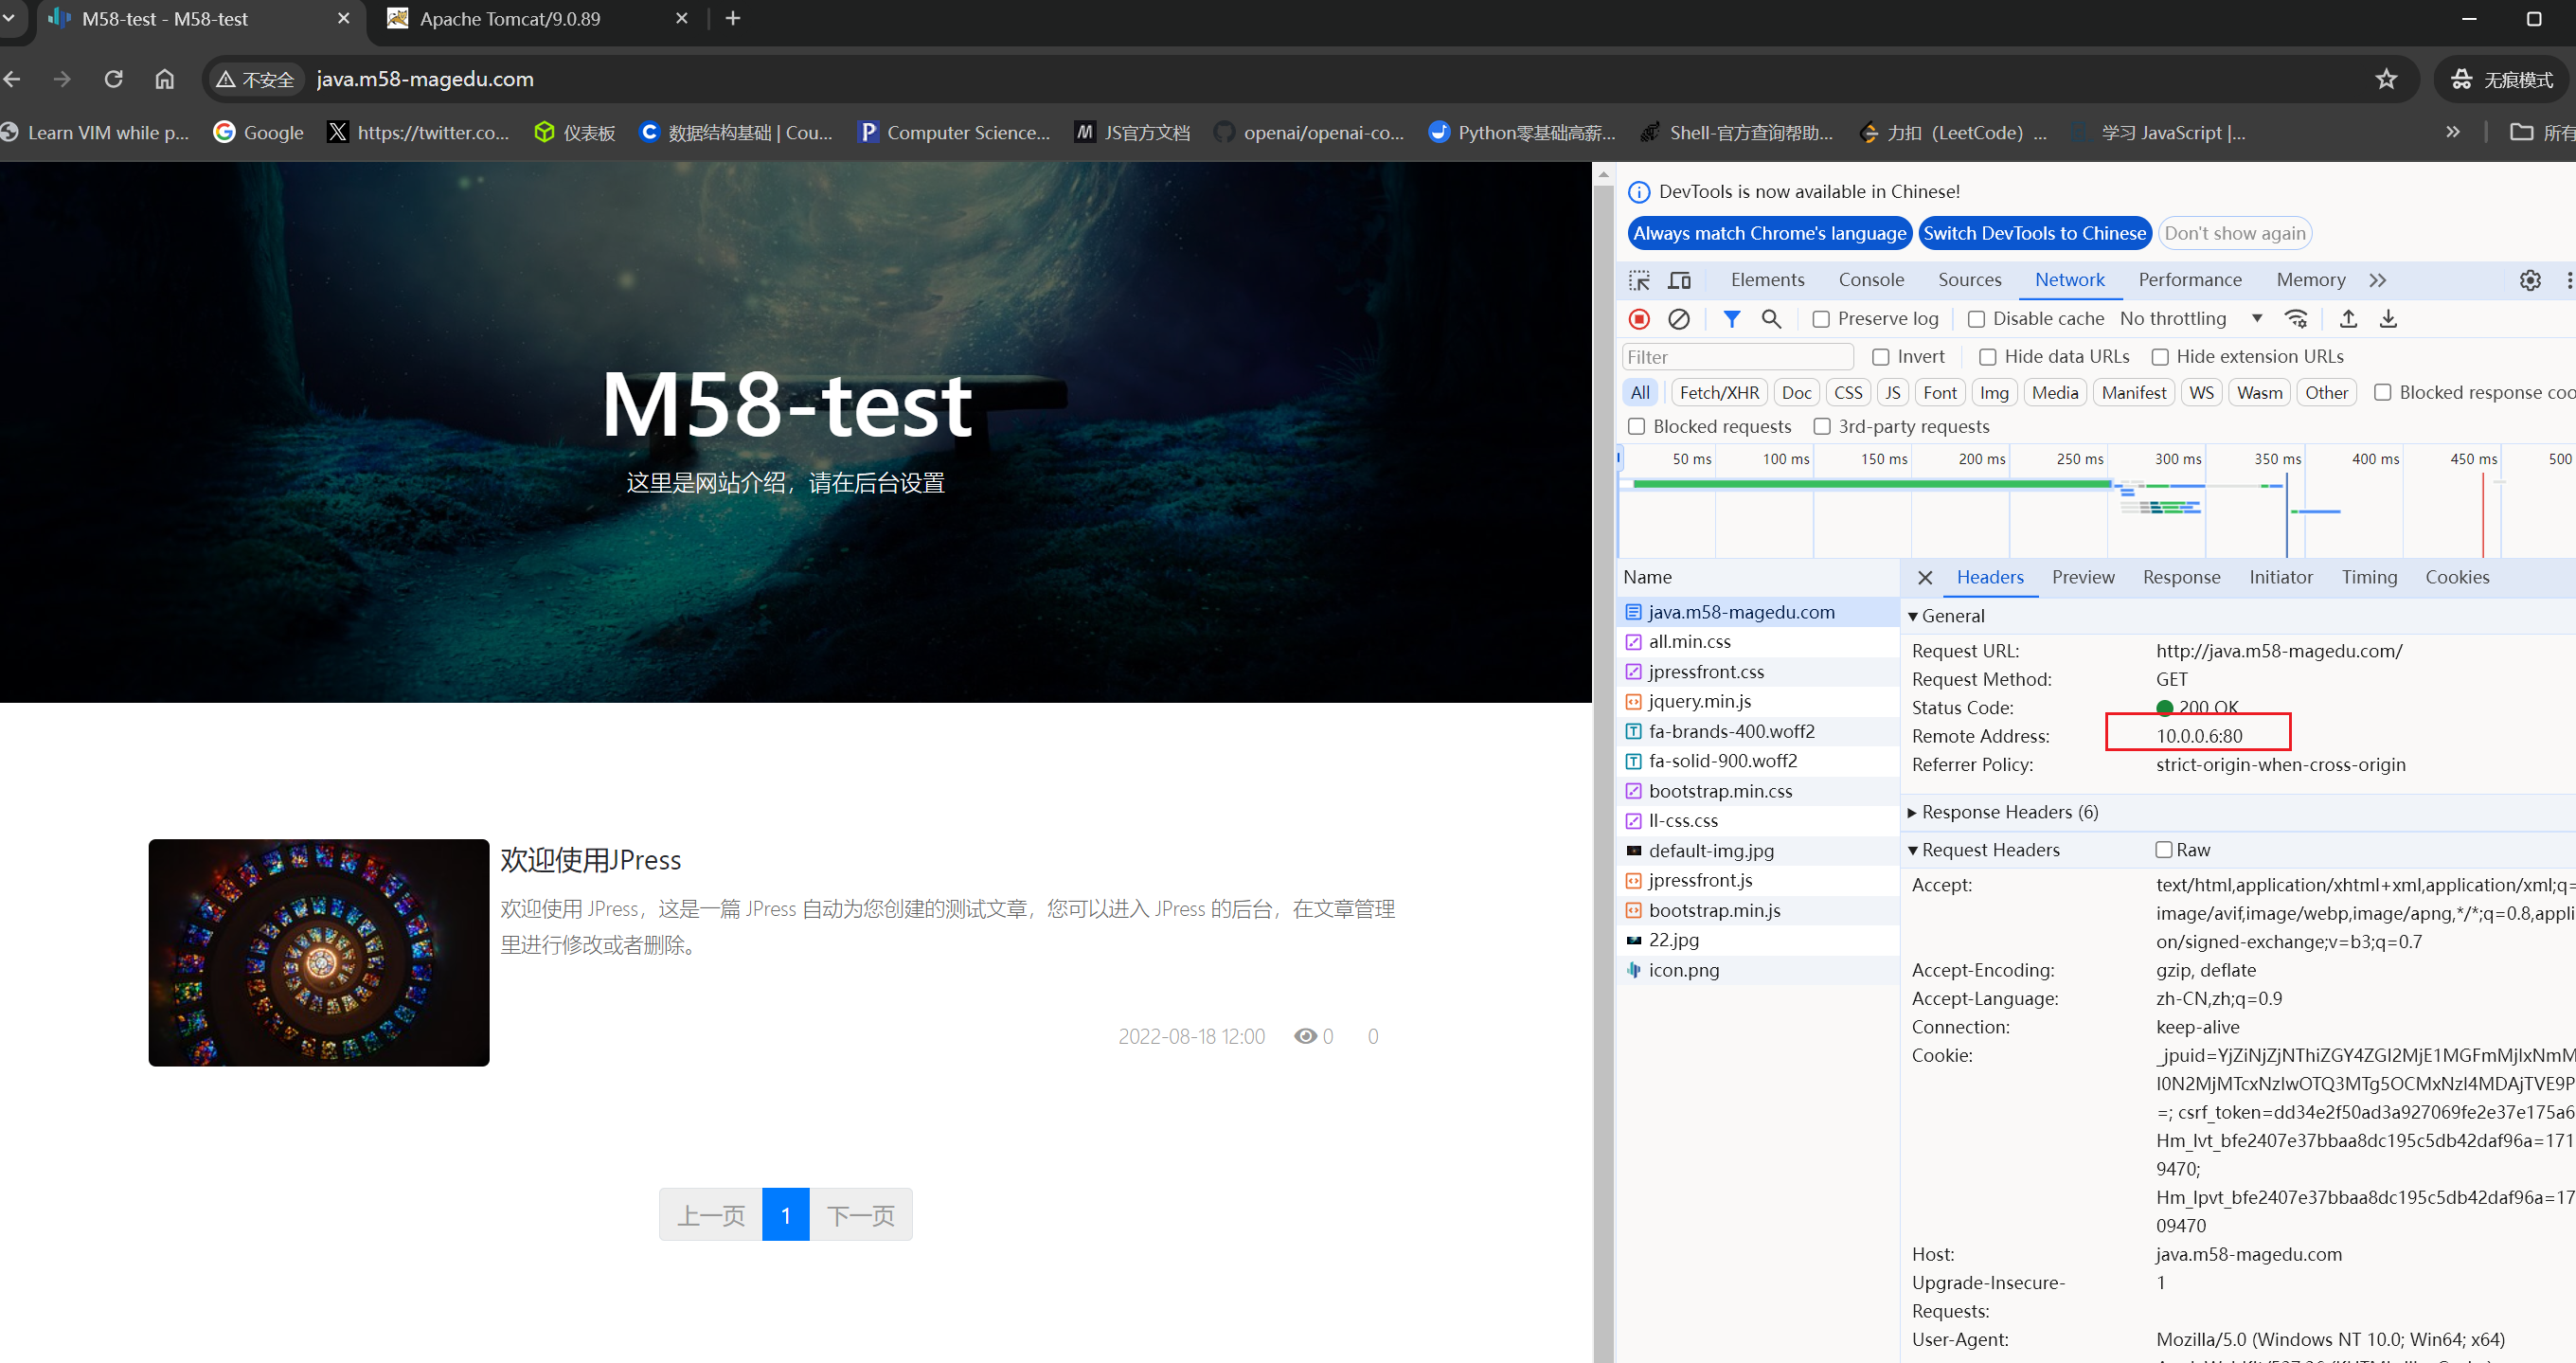 M58-test - M58-test
Apache Tomcat/9.0.89
不安全
java.m58-magedu.com
无痕模式
Learn VIM while p...
Google
https://twitter.co...
仪表板
数据结构基础 | Cou...
Computer Science...
JS官方文档
openai/openai-co...
Python零基础高薪...
Shell-官方查询帮助...
力扣（LeetCode）...
学习 JavaScript |...
所有
M58-test
这里是网站介绍，请在后台设置
欢迎使用JPress
欢迎使用 JPress，这是一篇 JPress 自动为您创建的测试文章，您可以进入 JPress 的后台，在文章管理
里进行修改或者删除。
2022-08-18 12:00 0 0
上一页 1 下一页
DevTools is now available in Chinese!
Always match Chrome's language Switch DevTools to Chinese Don't show again
Elements Console Sources Network Performance Memory
Preserve log Disable cache No throttling
Filter Invert Hide data URLs Hide extension URLs
All Fetch/XHR Doc CSS JS Font Img Media Manifest WS Wasm Other Blocked response coo
Blocked requests 3rd-party requests
50 ms 100 ms 150 ms 200 ms 250 ms 300 ms 350 ms 400 ms 450 ms 500
Name
java.m58-magedu.com
all.min.css
jpressfront.css
jquery.min.js
fa-brands-400.woff2
fa-solid-900.woff2
bootstrap.min.css
ll-css.css
default-img.jpg
jpressfront.js
bootstrap.min.js
22.jpg
icon.png
Headers Preview Response Initiator Timing Cookies
General
Request URL: http://java.m58-magedu.com/
Request Method: GET
Status Code: 200 OK
Remote Address: 10.0.0.6:80
Referrer Policy: strict-origin-when-cross-origin
Response Headers (6)
Request Headers Raw
Accept: text/html,application/xhtml+xml,application/xml;q=
image/avif,image/webp,image/apng,*/*;q=0.8,appli
on/signed-exchange;v=b3;q=0.7
Accept-Encoding: gzip, deflate
Accept-Language: zh-CN,zh;q=0.9
Connection: keep-alive
Cookie: _jpuid=YjZiNjZjNThiZGY4ZGI2MjE1MGFmMjIxNmM
I0N2MjMTcxNzIwOTQ3MTg5OCMxNzI4MDAjTVE9P
=; csrf_token=dd34e2f50ad3a927069fe2e37e175a6
Hm_lvt_bfe2407e37bbaa8dc195c5db42daf96a=171
9470;
Hm_lpvt_bfe2407e37bbaa8dc195c5db42daf96a=17
09470
Host: java.m58-magedu.com
Upgrade-Insecure- 1
Requests:
User-Agent: Mozilla/5.0 (Windows NT 10.0; Win64; x64)